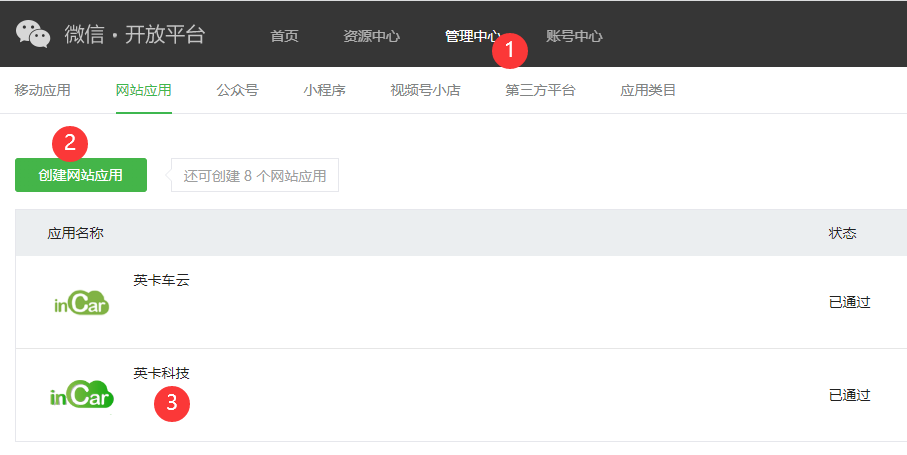 微信·开放平台 首页 资源中心 管理中心 账号中心
1
移动应用 网站应用 公众号 小程序 视频号小店 第三方平台 应用类目
2
创建网站应用 还可创建 8 个网站应用
应用名称 状态
英卡车云
inCar 已通过
英卡科技
inCar 已通过
3